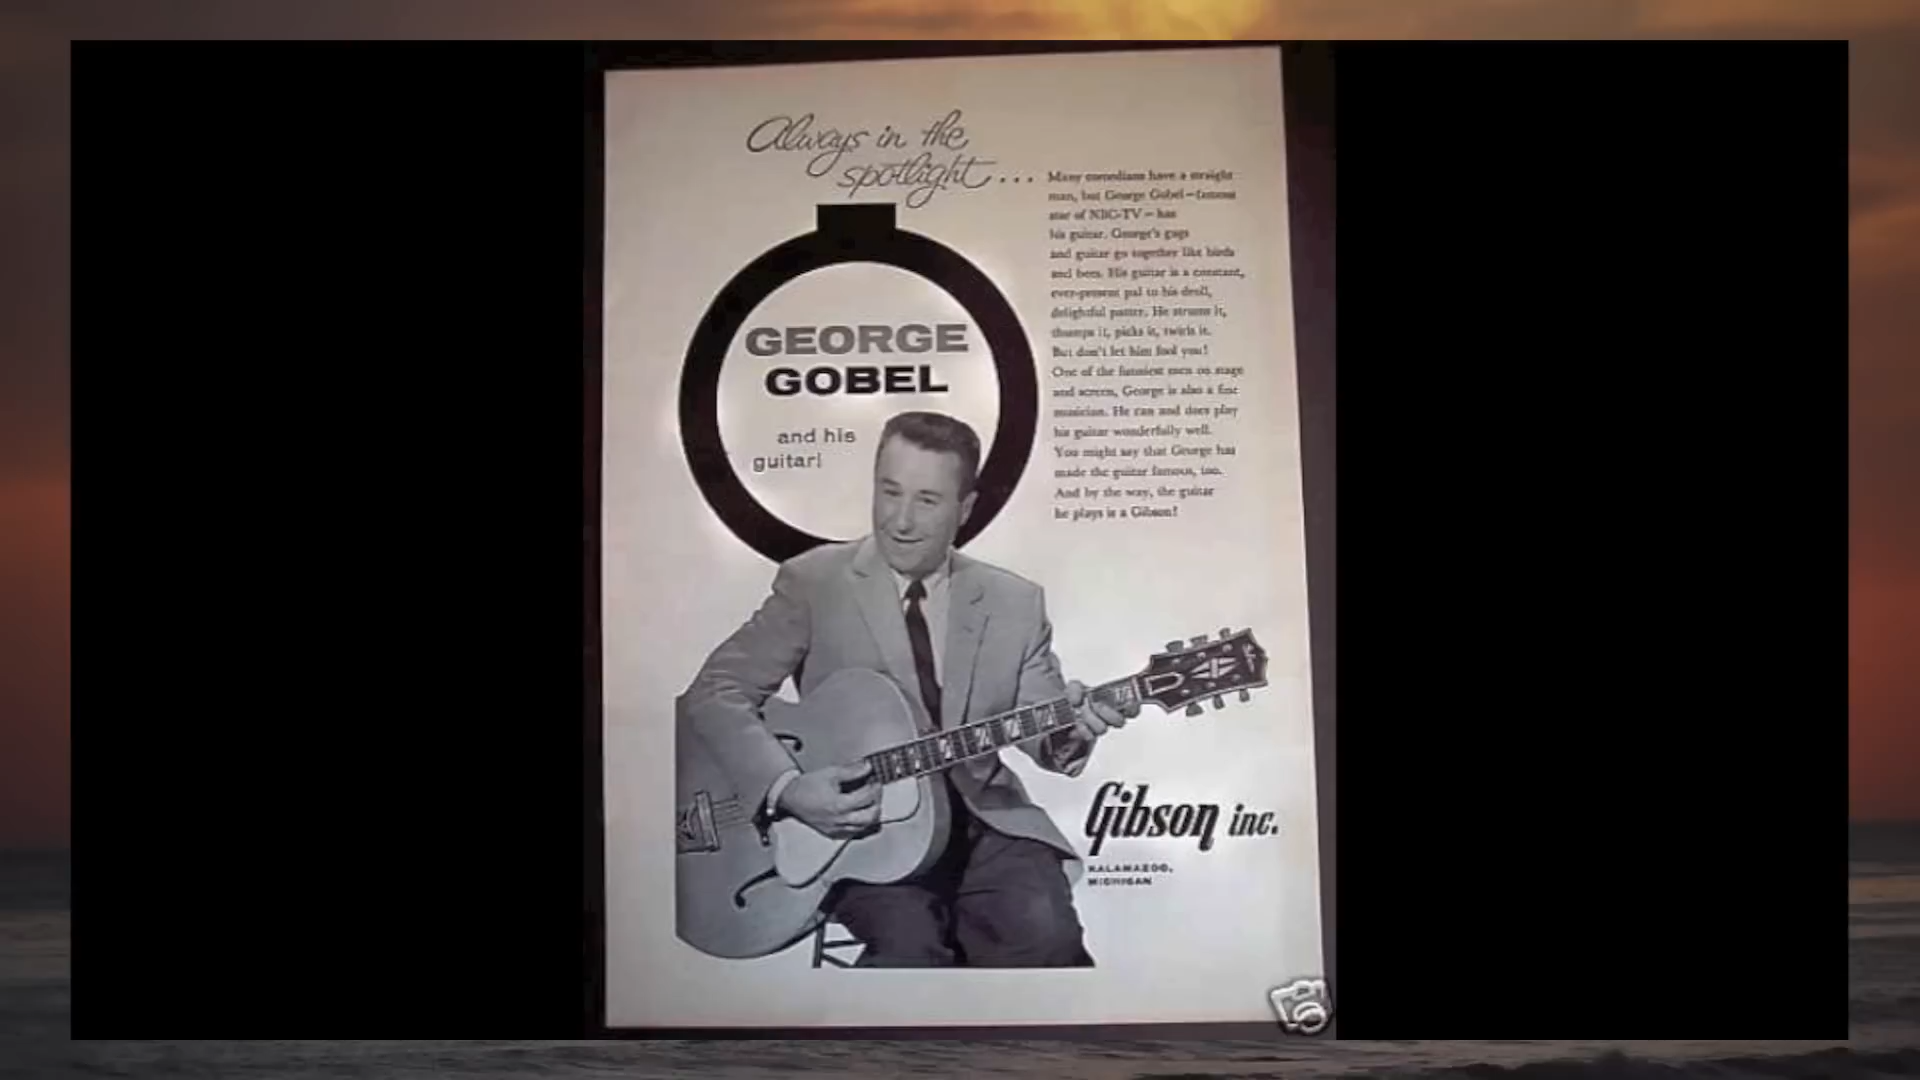 Always in the
spotlight...
GEORGE
GOBEL
and his
guitar!
Many comedians have a straight
man, but George Gobel—famous
star of NBC-TV—has
his guitar. George's gags
and guitar go together like birds
and bees. His guitar is a constant,
ever-present pal to his droll,
delightful patter. He strums it,
thumps it, picks it, twirls it.
But don't let him fool you!
One of the funniest men on stage
and screen, George is also a fine
musician. He can and does play
his guitar wonderfully well.
You might say that George has
made the guitar famous, too.
And by the way, the guitar
he plays is a Gibson!
Gibson
Gibson inc.
KALAMAZOO,
MICHIGAN